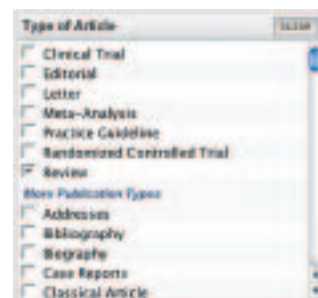 Type of Article CLEAR
Clinical Trial
Editorial
Letter
Meta-Analysis
Practice Guideline
Randomized Controlled Trial
Review
More Publication Types
Addresses
Bibliography
Biography
Case Reports
Classical Article